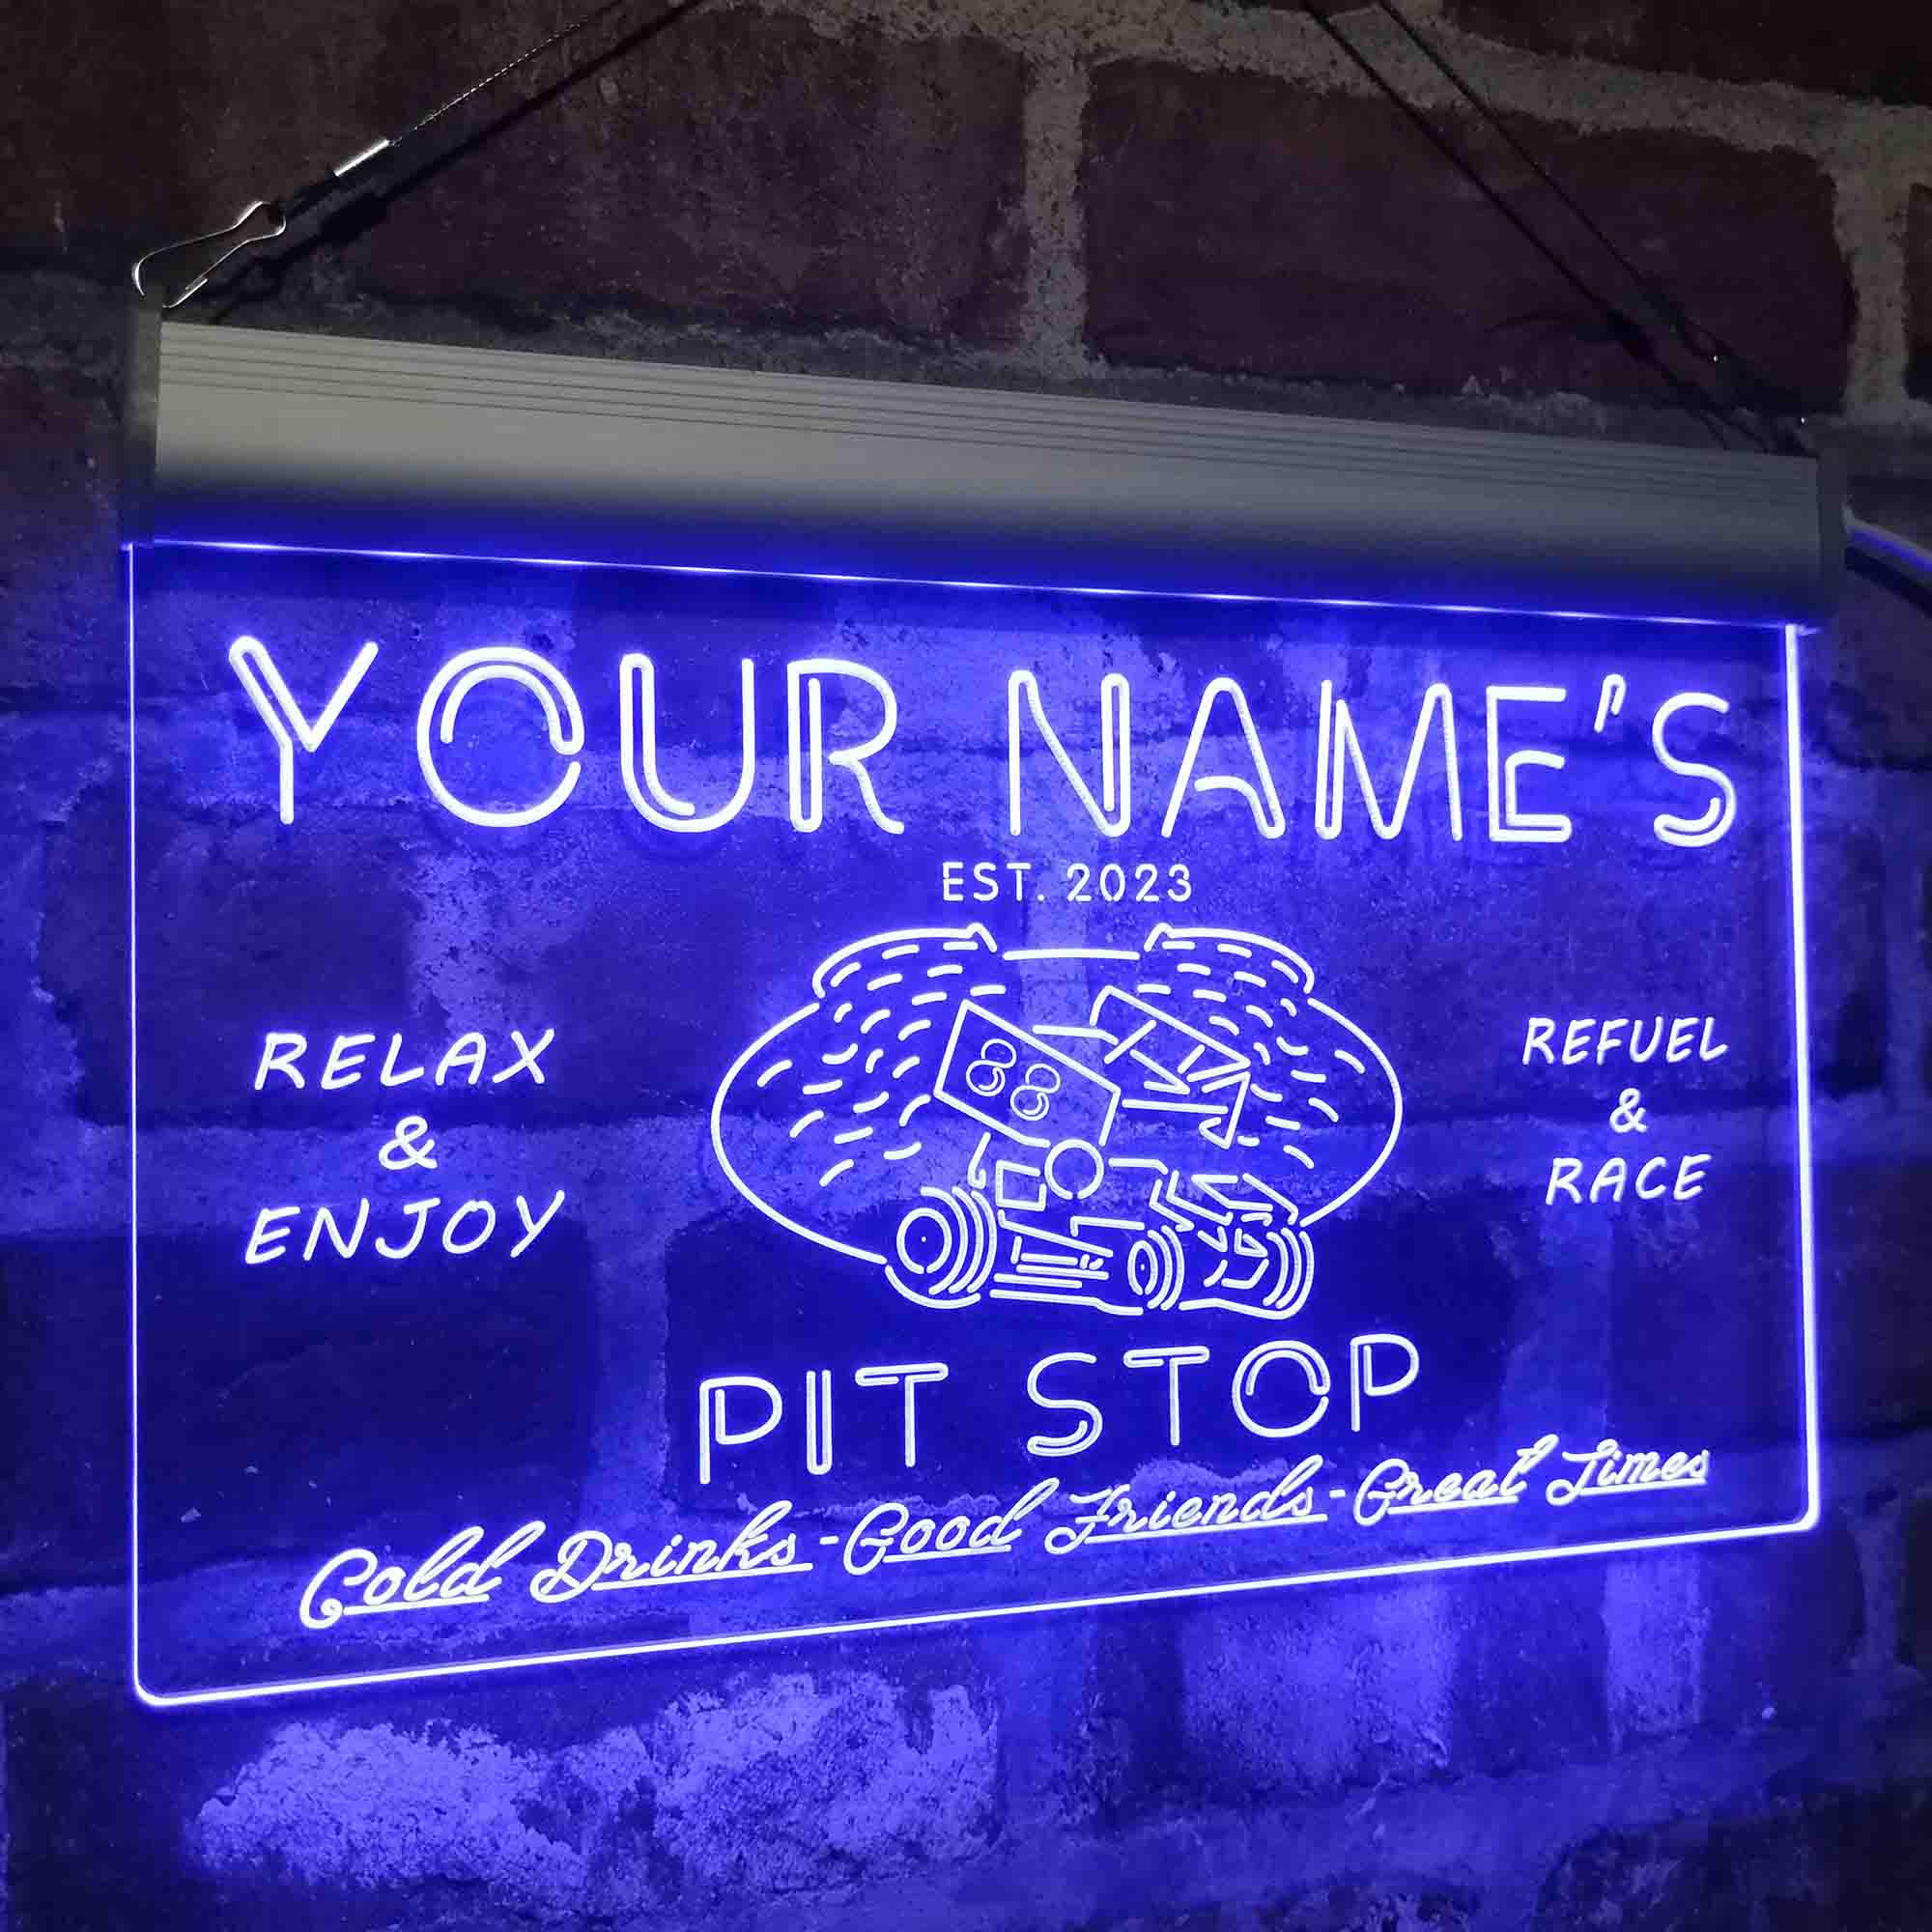 YOUR NAME'S
EST. 2023
RELAX
&
ENJOY
88
REFUEL
&
RACE
PIT STOP
Cold Drinks - Good Friends - Great Times